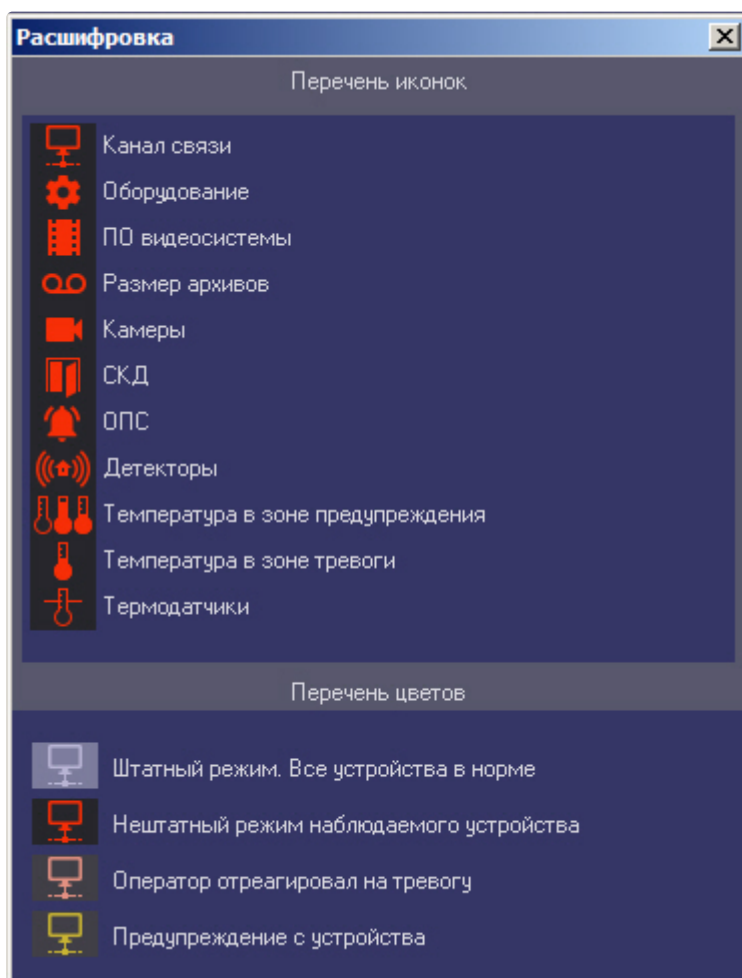 Расшифровка
Перечень иконок
Канал связи
Оборудование
ПО видеосистемы
Размер архивов
Камеры
СКД
ОПС
Детекторы
Температура в зоне предупреждения
Температура в зоне тревоги
Термодатчики
Перечень цветов
Штатный режим. Все устройства в норме
Нештатный режим наблюдаемого устройства
Оператор отреагировал на тревогу
Предупреждение с устройства